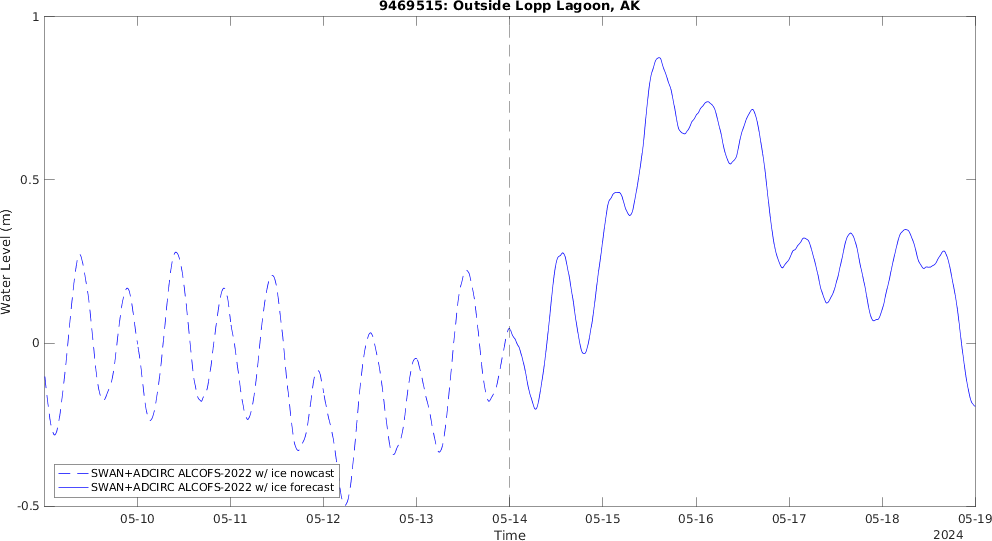 9469515: Outside Lopp Lagoon, AK
1
0.5
0
-0.5
Water Level (m)
SWAN+ADCIRC ALCOFS-2022 w/ ice nowcast
SWAN+ADCIRC ALCOFS-2022 w/ ice forecast
05-10 05-11 05-12 05-13 05-14 05-15 05-16 05-17 05-18 05-19
Time
2024